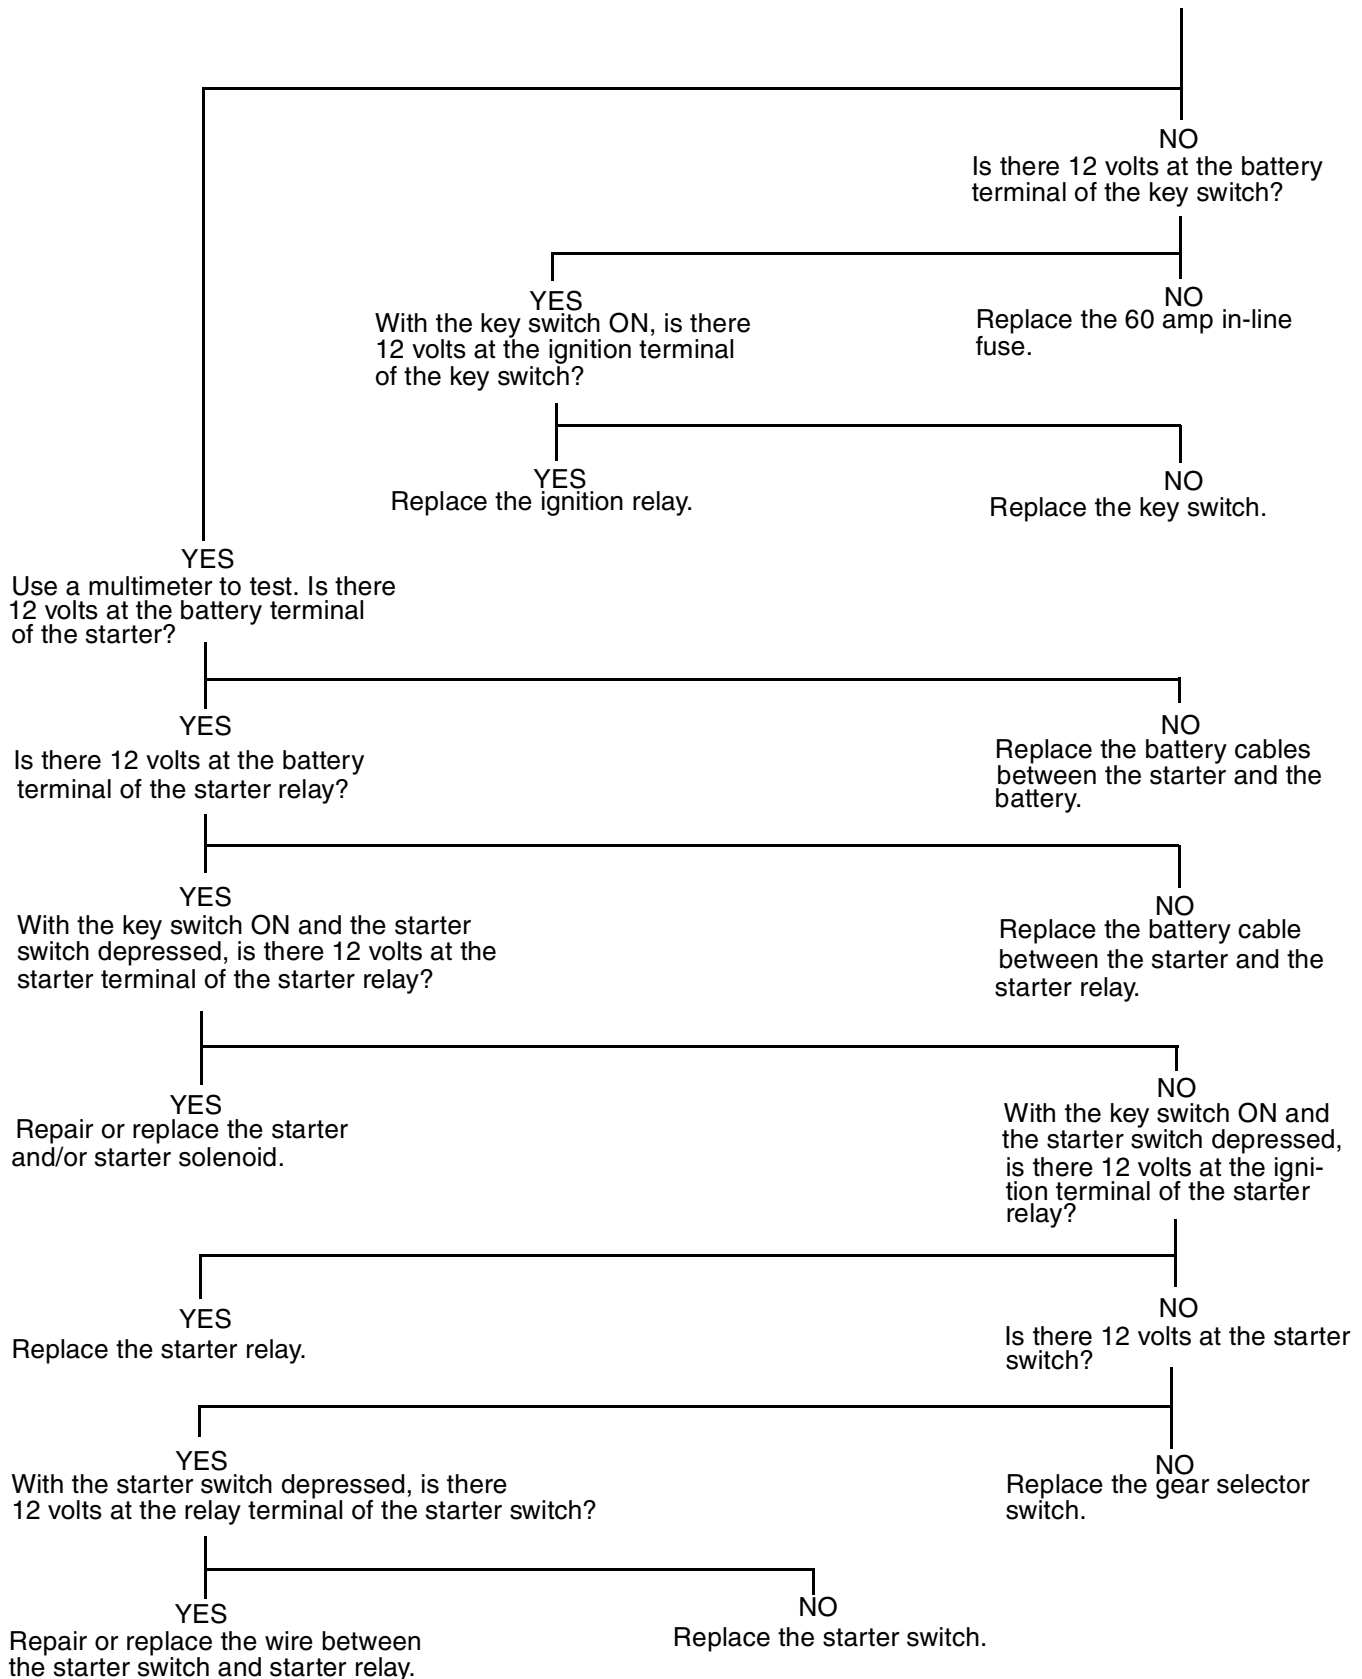 NO
Is there 12 volts at the battery
terminal of the key switch?
YES
With the key switch ON, is there
12 volts at the ignition terminal
of the key switch?
NO
Replace the 60 amp in-line
fuse.
YES
Replace the ignition relay.
NO
Replace the key switch.
YES
Use a multimeter to test. Is there
12 volts at the battery terminal
of the starter?
YES
Is there 12 volts at the battery
terminal of the starter relay?
NO
Replace the battery cables
between the starter and the
battery.
YES
With the key switch ON and the starter
switch depressed, is there 12 volts at the
starter terminal of the starter relay?
NO
Replace the battery cable
between the starter and the
starter relay.
YES
Repair or replace the starter
and/or starter solenoid.
NO
With the key switch ON and
the starter switch depressed,
is there 12 volts at the igni-
tion terminal of the starter
relay?
YES
Replace the starter relay.
NO
Is there 12 volts at the starter
switch?
YES
With the starter switch depressed, is there
12 volts at the relay terminal of the starter switch?
NO
Replace the gear selector
switch.
YES
Repair or replace the wire between
the starter switch and starter relay.
NO
Replace the starter switch.